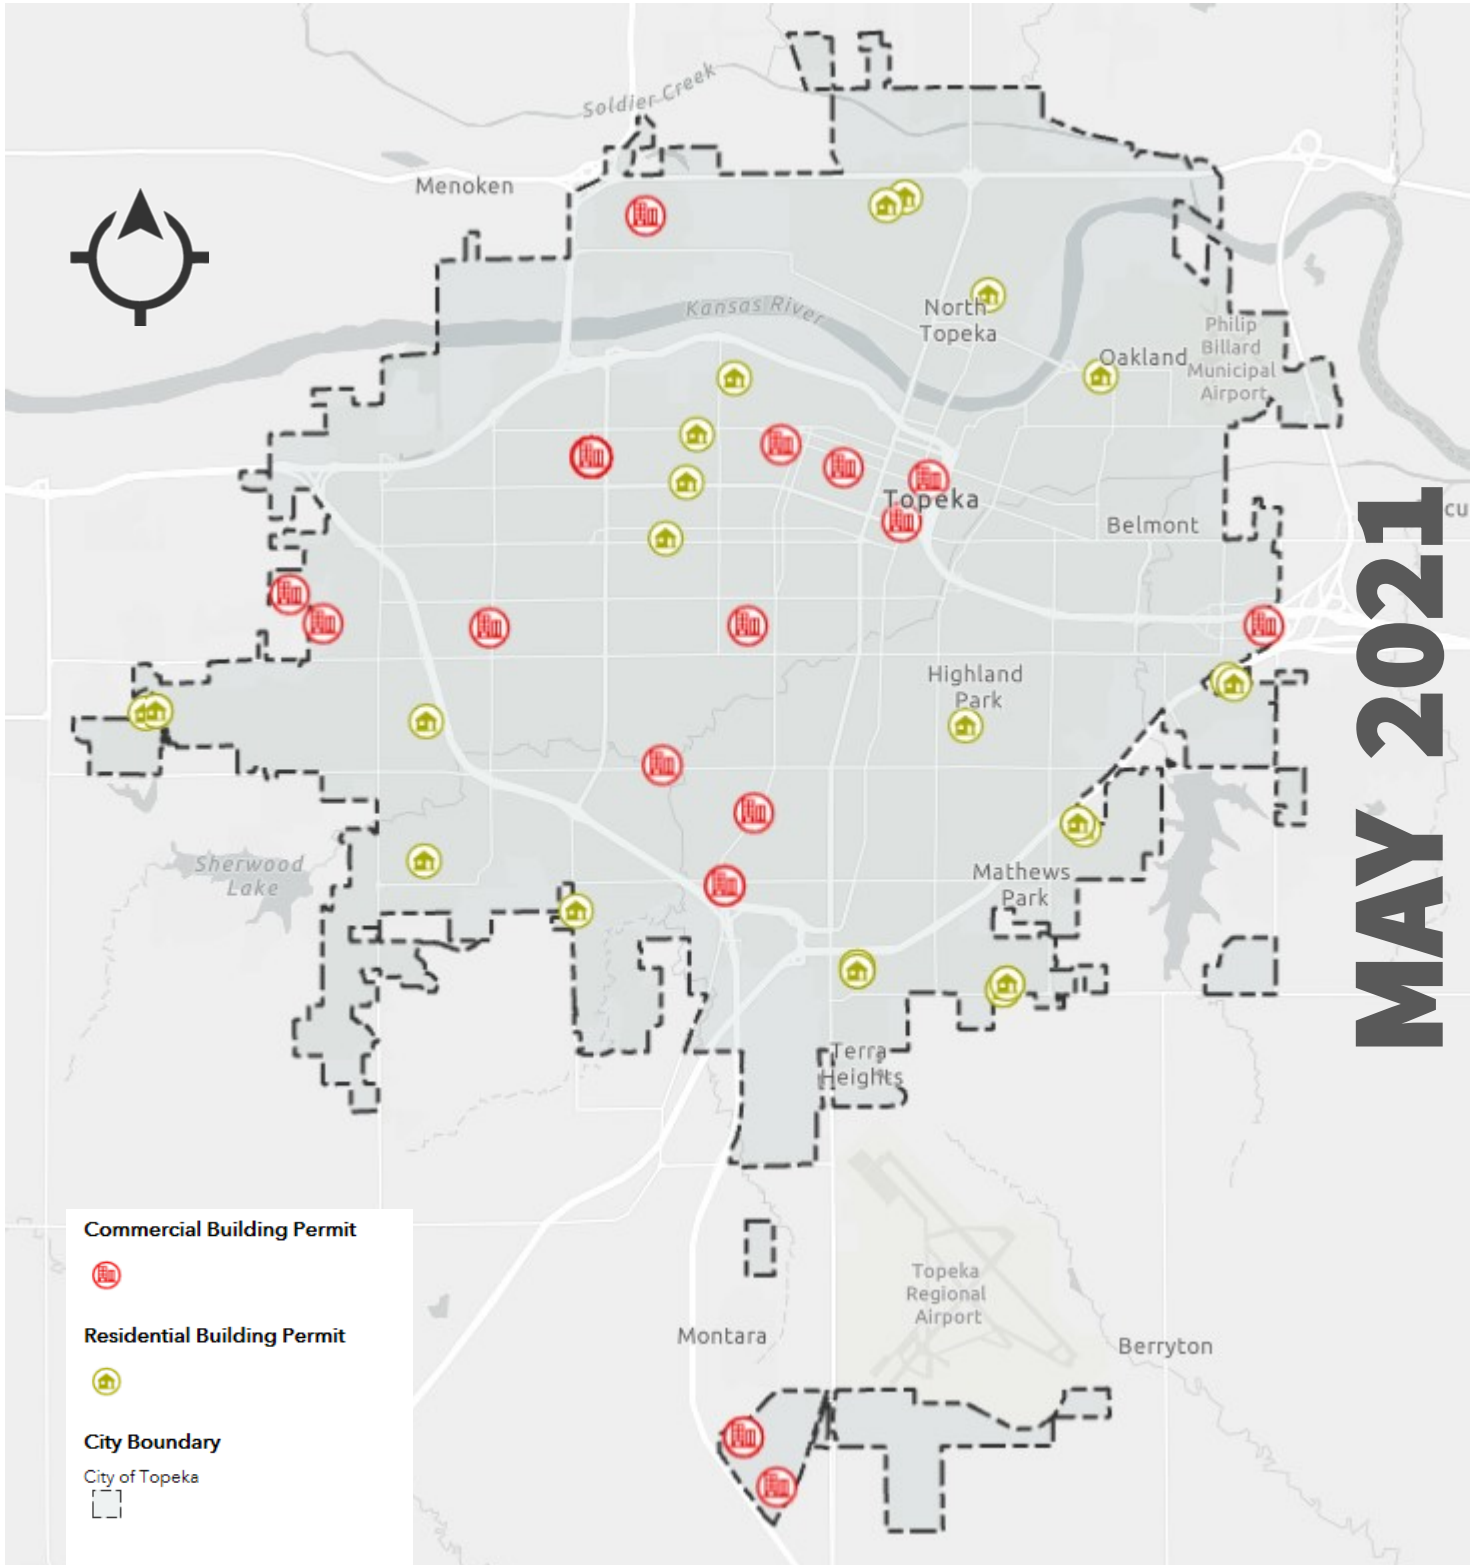 Soldier Creek
Menoken
Kansas River
North
Topeka
Philip
Billard
Municipal
Airport
Oakland
Topeka
Belmont
cu
MAY 2021
Highland
Park
Sherwood
Lake
Mathews
Park
Terra
Heights
Topeka
Regional
Airport
Montara
Berryton
Commercial Building Permit
Residential Building Permit
City Boundary
City of Topeka